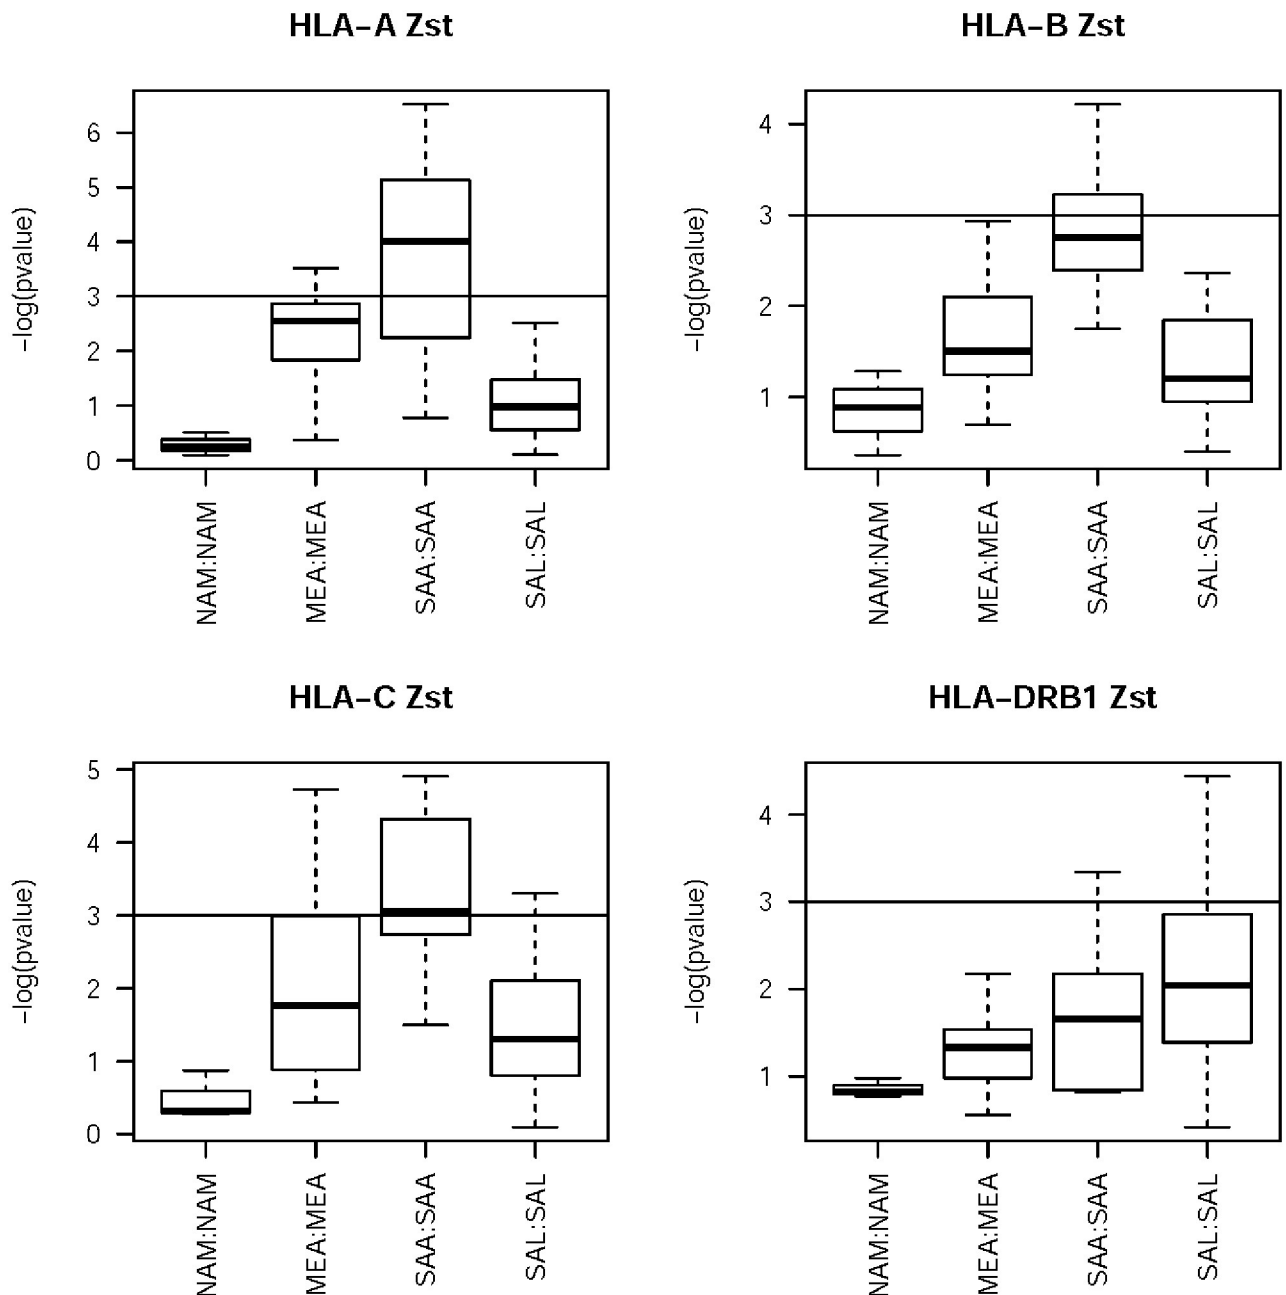 HLA-A Zst
-log(pvalue)
6
5
4
3
2
1
0
NAM:NAM
MEA:MEA
SAA:SAA
SAL:SAL
HLA-B Zst
-log(pvalue)
4
3
2
1
NAM:NAM
MEA:MEA
SAA:SAA
SAL:SAL
HLA-C Zst
-log(pvalue)
5
4
3
2
1
0
NAM:NAM
MEA:MEA
SAA:SAA
SAL:SAL
HLA-DRB1 Zst
-log(pvalue)
4
3
2
1
NAM:NAM
MEA:MEA
SAA:SAA
SAL:SAL